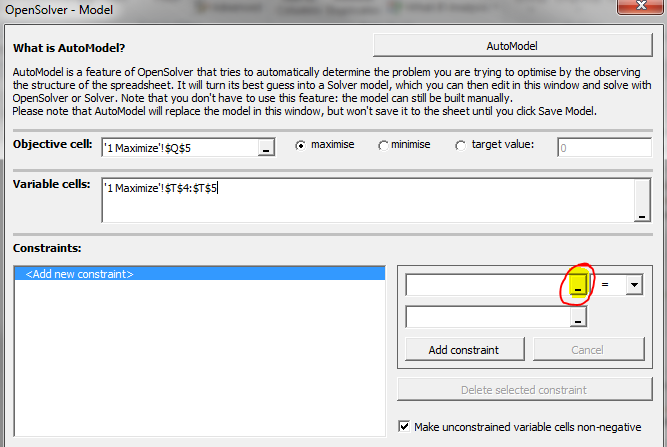 OpenSolver - Model
What is AutoModel?
AutoModel
AutoModel is a feature of OpenSolver that tries to automatically determine the problem you are trying to optimise by the observing
the structure of the spreadsheet. It will turn its best guess into a Solver model, which you can then edit in this window and solve with
OpenSolver or Solver. Note that you don't have to use this feature: the model can still be built manually.
Please note that AutoModel will replace the model in this window, but won't save it to the sheet until you click Save Model.
Objective cell: '1 Maximize'!$Q$5 _ maximise minimise target value: 0
Variable cells: '1 Maximize'!$T$4:$T$5
_
Constraints:
<Add new constraint>
_ =
_
Add constraint Cancel
Delete selected constraint
Make unconstrained variable cells non-negative